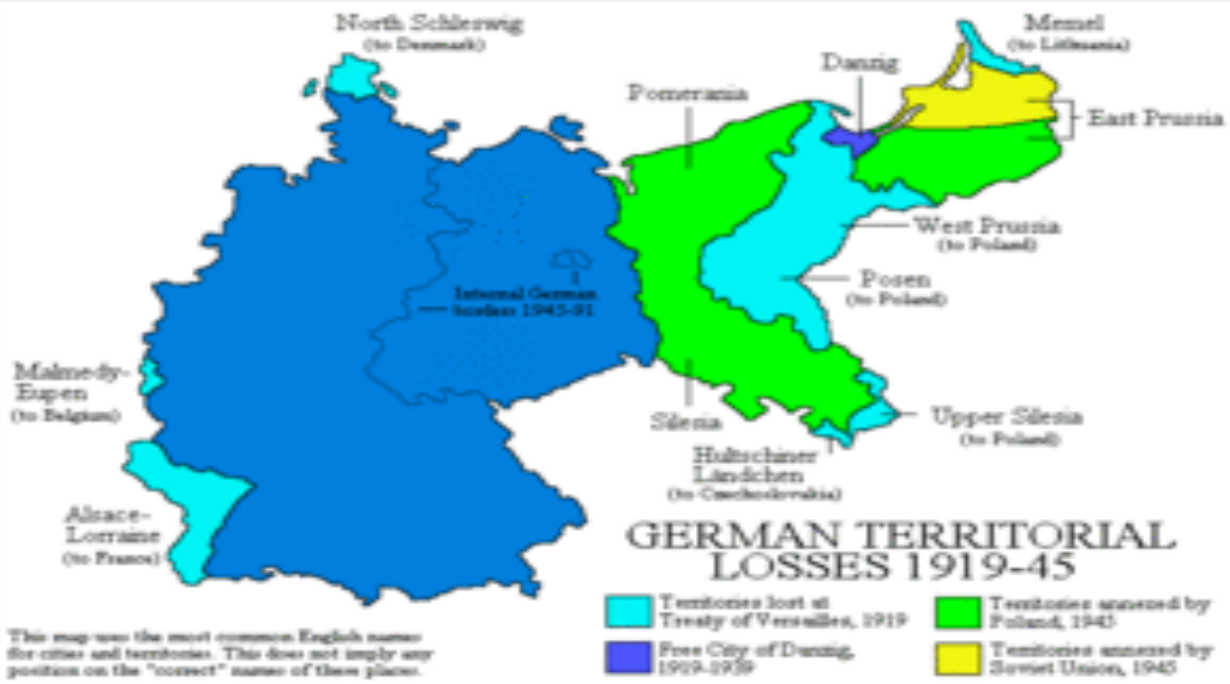 North Schleswig
(to Denmark)
Memel
(to Lithuania)
Danzig
Pomerania
East Prussia
West Prussia
(to Poland)
Posen
(to Poland)
Internal German
borders 1945-91
Malmedy-
Eupen
(to Belgium)
Silesia
Upper Silesia
(to Poland)
Hultschiner
Ländchen
(to Czechoslovakia)
Alsace-
Lorraine
(to France)
GERMAN TERRITORIAL
LOSSES 1919-45
Territories lost at
Treaty of Versailles, 1919
Territories annexed by
Poland, 1945
Free City of Danzig,
1919-1939
Territories annexed by
Soviet Union, 1945
This map uses the most common English names
for cities and territories. This does not imply any
position on the "correct" names of these places.